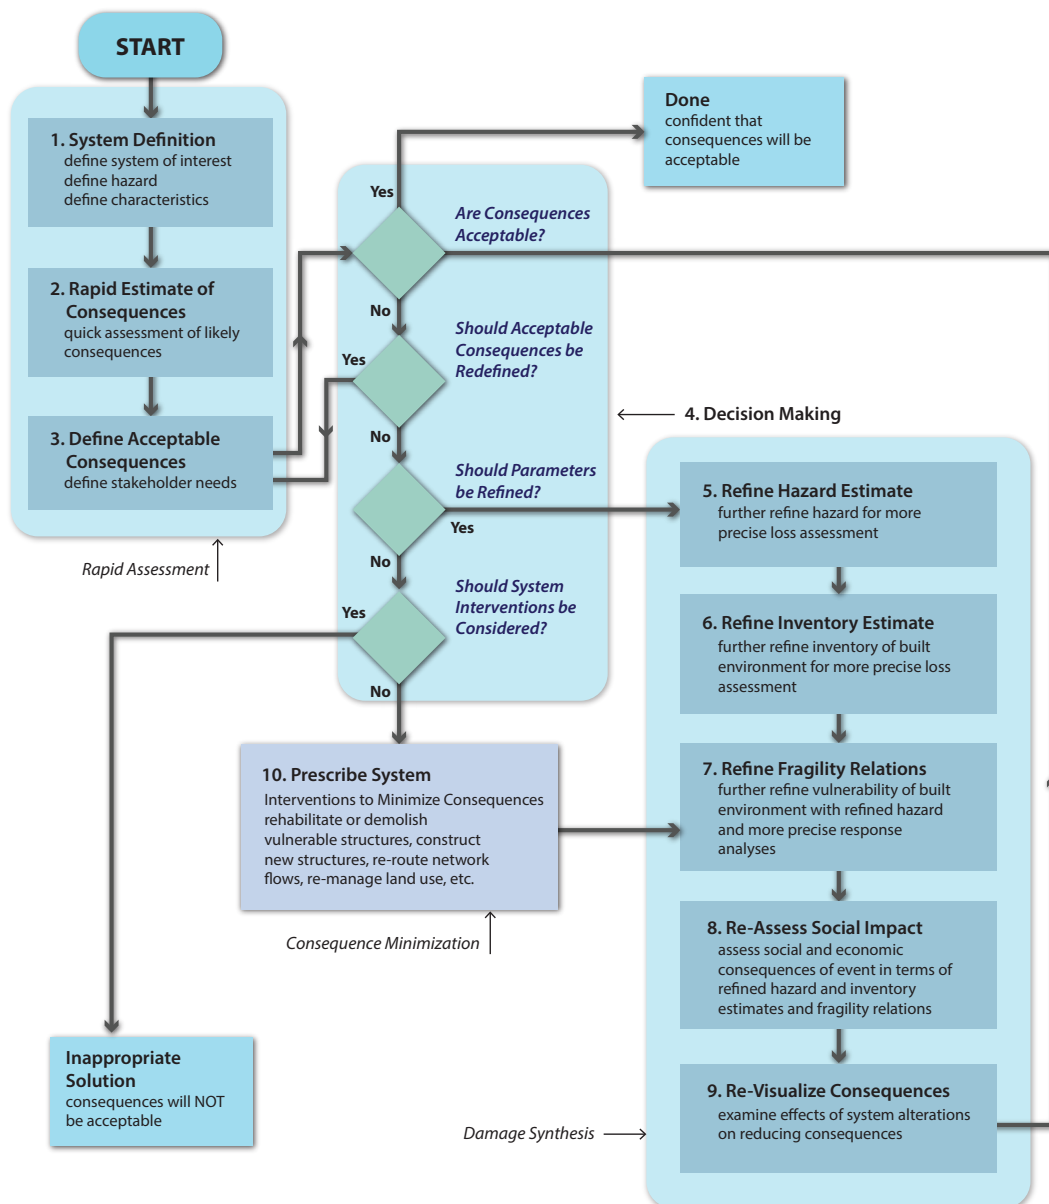 START
1. System Definition
define system of interest
define hazard
define characteristics
2. Rapid Estimate of
Consequences
quick assessment of likely
consequences
3. Define Acceptable
Consequences
define stakeholder needs
Rapid Assessment
Done
confident that
consequences will be
acceptable
Yes
Are Consequences
Acceptable?
No
Should Acceptable
Consequences be
Redefined?
Yes
No
Should Parameters
be Refined?
Yes
No
Should System
Interventions be
Considered?
Yes
No
4. Decision Making
5. Refine Hazard Estimate
further refine hazard for more
precise loss assessment
6. Refine Inventory Estimate
further refine inventory of built
environment for more precise loss
assessment
7. Refine Fragility Relations
further refine vulnerability of built
environment with refined hazard
and more precise response
analyses
8. Re-Assess Social Impact
assess social and economic
consequences of event in terms of
refined hazard and inventory
estimates and fragility relations
9. Re-Visualize Consequences
examine effects of system alterations
on reducing consequences
Damage Synthesis
10. Prescribe System
Interventions to Minimize Consequences
rehabilitate or demolish
vulnerable structures, construct
new structures, re-route network
flows, re-manage land use, etc.
Consequence Minimization
Inappropriate
Solution
consequences will NOT
be acceptable